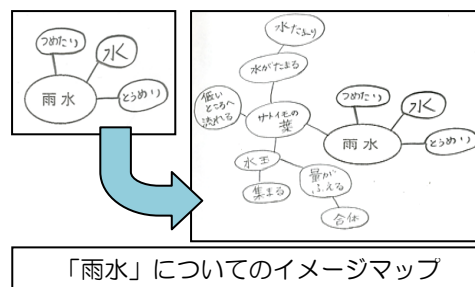 つめたい
水
雨水
とうめい
水たまり
水がたまる
低い
ところへ
流れる
サトイモの
葉
つめたい
水
雨水
とうめい
水玉
集まる
量が
ふえる
合体
「雨水」についてのイメージマップ